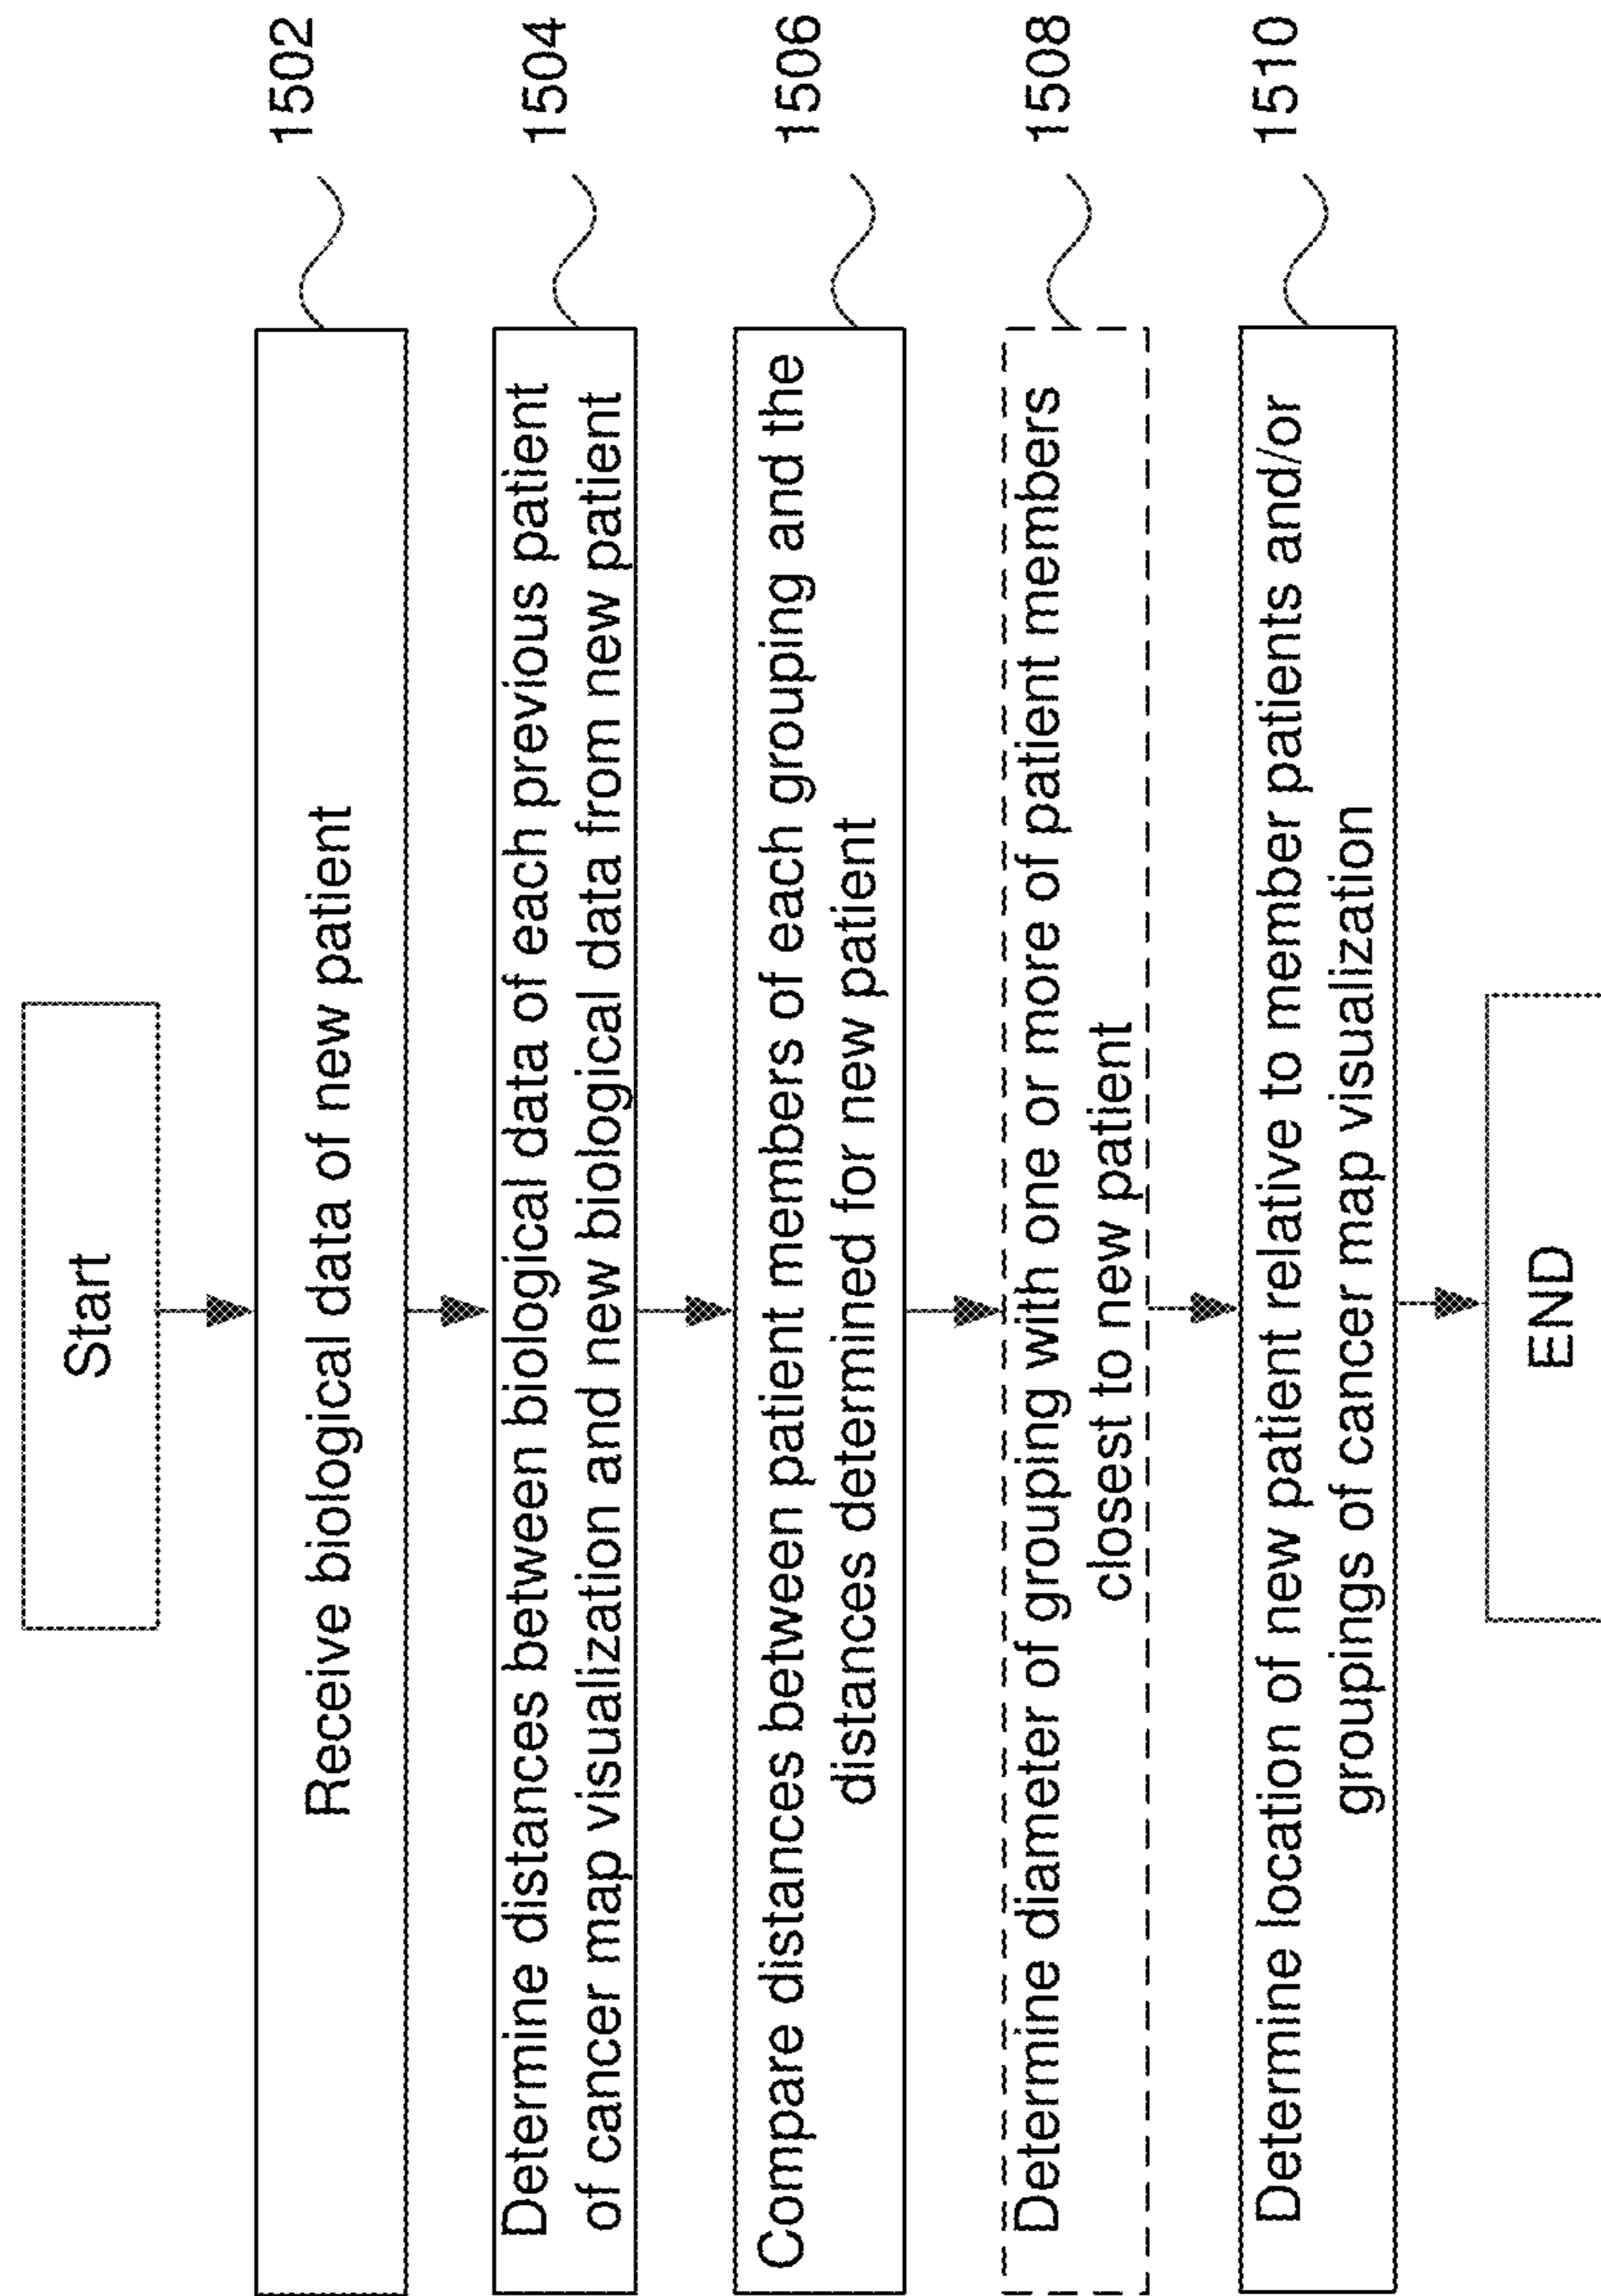 Start
Receive biological data of new patient
1502
Determine distances between biological data of each previous patient
of cancer map visualization and new biological data from new patient
1504
Compare distances between patient members of each grouping and the
distances determined for new patient
1506
Determine diameter of grouping with one or more of patient members
closest to new patient
1508
Determine location of new patient relative to member patients and/or
groupings of cancer map visualization
1510
END